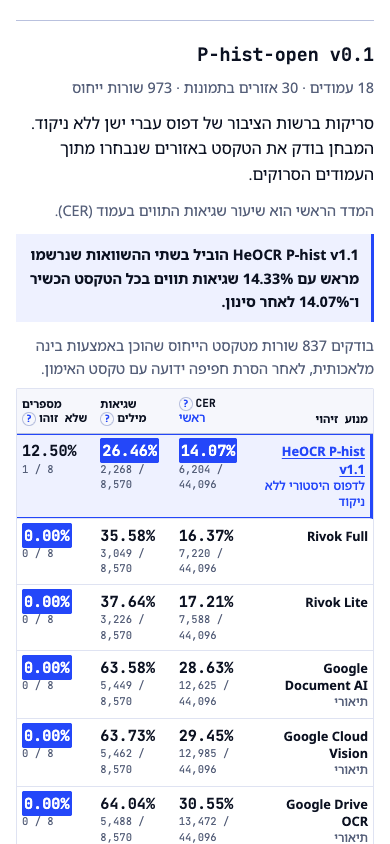 P-hist-open v0.1
18 עמודים · 30 אזורים בתמונות · 973 שורות ייחוס
סריקות ברשות הציבור של דפוס עברי ישן ללא ניקוד.
המבחן בודק את הטקסט באזורים שנבחרו מתוך
העמודים הסרוקים.
המדד הראשי הוא שיעור שגיאות התווים בעמוד (CER).
HeOCR P-hist v1.1 הוביל בשתי ההשוואות שנרשמו
מראש עם 14.33% שגיאות תווים בכל הטקסט הכשיר
ו־14.07% לאחר סינון.
בודקים 837 שורות מטקסט הייחוס שהוכן באמצעות בינה
מלאכותית, לאחר הסרת חפיפה ידועה עם טקסט האימון.
מנוע זיהוי
CER ?
ראשי
שגיאות
מילים ?
מספרים
שלא זוהו ?
HeOCR P-hist
v1.1
לדפוס היסטורי ללא
ניקוד
14.07%
6,204 /
44,096
26.46%
2,268 /
8,570
12.50%
1 / 8
Rivok Full
16.37%
7,220 /
44,096
35.58%
3,049 /
8,570
0.00%
0 / 8
Rivok Lite
17.21%
7,588 /
44,096
37.64%
3,226 /
8,570
0.00%
0 / 8
Google
Document AI
תיאורי
28.63%
12,625 /
44,096
63.58%
5,449 /
8,570
0.00%
0 / 8
Google Cloud
Vision
תיאורי
29.45%
12,985 /
44,096
63.73%
5,462 /
8,570
0.00%
0 / 8
Google Drive
OCR
תיאורי
30.55%
13,472 /
44,096
64.04%
5,488 /
8,570
0.00%
0 / 8